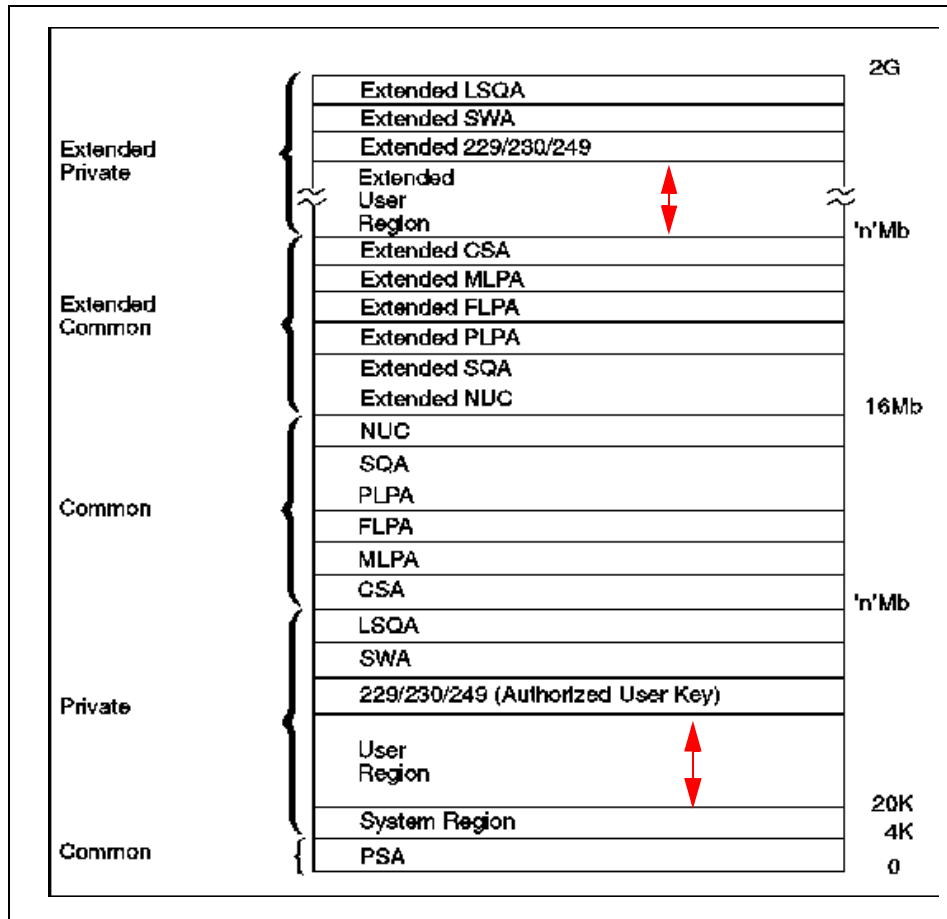 2G
Extended LSQA
Extended SWA
Extended 229/230/249
Extended
Private
Extended
User
Region
'n'Mb
Extended CSA
Extended MLPA
Extended FLPA
Extended
Common
Extended PLPA
Extended SQA
Extended NUC
16Mb
NUC
SQA
PLPA
Common
FLPA
MLPA
CSA
'n'Mb
LSQA
SWA
229/230/249 (Authorized User Key)
Private
User
Region
20K
System Region
4K
Common
PSA
0